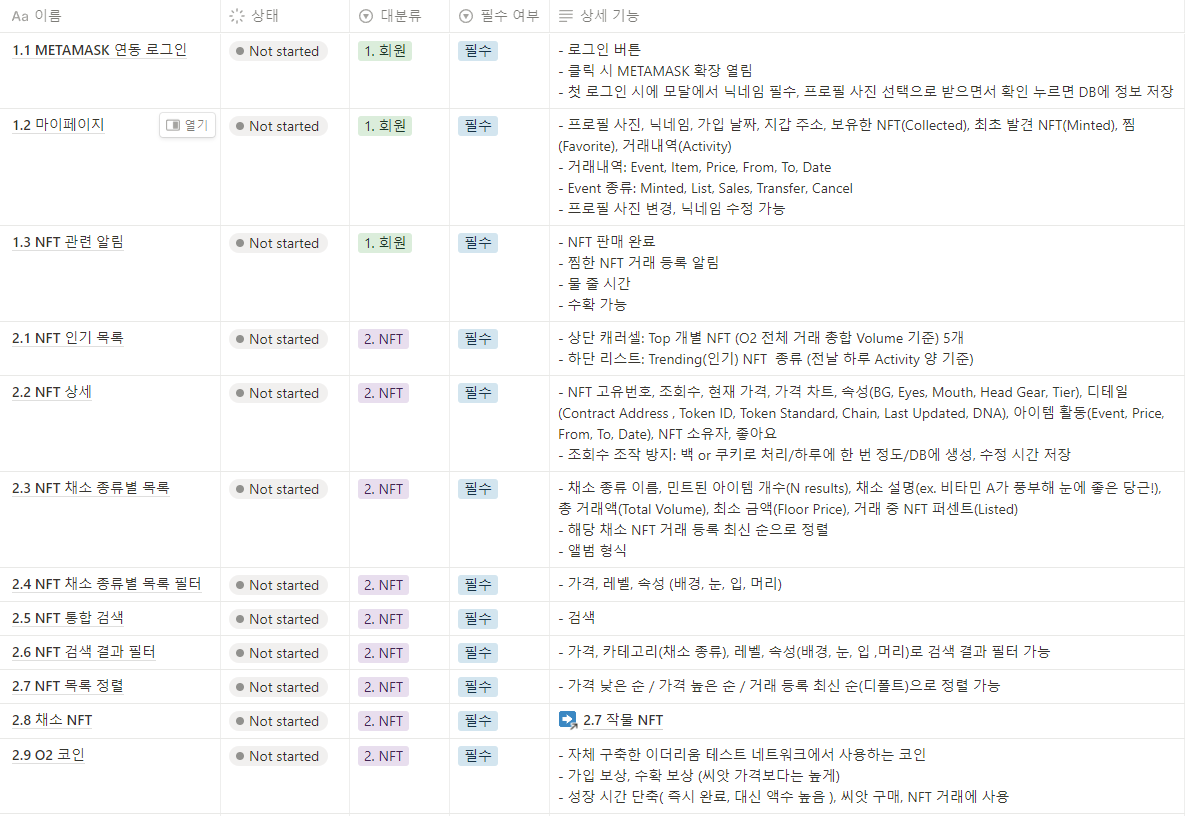 Aa 이름 상태 대분류 필수 여부 상세 기능
1.1 METAMASK 연동 로그인 Not started 1. 회원 필수 - 로그인 버튼
- 클릭 시 METAMASK 확장 열림
- 첫 로그인 시에 모달에서 닉네임 필수, 프로필 사진 선택으로 받으면서 확인 누르면 DB에 정보 저장
1.2 마이페이지 열기 Not started 1. 회원 필수 - 프로필 사진, 닉네임, 가입 날짜, 지갑 주소, 보유한 NFT(Collected), 최초 발견 NFT(Minted), 찜
(Favorite), 거래내역(Activity)
- 거래내역: Event, Item, Price, From, To, Date
- Event 종류: Minted, List, Sales, Transfer, Cancel
- 프로필 사진 변경, 닉네임 수정 가능
1.3 NFT 관련 알림 Not started 1. 회원 필수 - NFT 판매 완료
- 찜한 NFT 거래 등록 알림
- 물 줄 시간
- 수확 가능
2.1 NFT 인기 목록 Not started 2. NFT 필수 - 상단 캐러셀: Top 개별 NFT (O2 전체 거래 총합 Volume 기준) 5개
- 하단 리스트: Trending(인기) NFT 종류 (전날 하루 Activity 양 기준)
2.2 NFT 상세 Not started 2. NFT 필수 - NFT 고유번호, 조회수, 현재 가격, 가격 차트, 속성(BG, Eyes, Mouth, Head Gear, Tier), 디테일
(Contract Address , Token ID, Token Standard, Chain, Last Updated, DNA), 아이템 활동(Event, Price,
From, To, Date), NFT 소유자, 좋아요
- 조회수 조작 방지: 백 or 쿠키로 처리/하루에 한 번 정도/DB에 생성, 수정 시간 저장
2.3 NFT 채소 종류별 목록 Not started 2. NFT 필수 - 채소 종류 이름, 민트된 아이템 개수(N results), 채소 설명(ex. 비타민 A가 풍부해 눈에 좋은 당근!),
총 거래액(Total Volume), 최소 금액(Floor Price), 거래 중 NFT 퍼센트(Listed)
- 해당 채소 NFT 거래 등록 최신 순으로 정렬
- 앨범 형식
2.4 NFT 채소 종류별 목록 필터 Not started 2. NFT 필수 - 가격, 레벨, 속성 (배경, 눈, 입, 머리)
2.5 NFT 통합 검색 Not started 2. NFT 필수 - 검색
2.6 NFT 검색 결과 필터 Not started 2. NFT 필수 - 가격, 카테고리(채소 종류), 레벨, 속성(배경, 눈, 입 ,머리)로 검색 결과 필터 가능
2.7 NFT 목록 정렬 Not started 2. NFT 필수 - 가격 낮은 순 / 가격 높은 순 / 거래 등록 최신 순(디폴트)으로 정렬 가능
2.8 채소 NFT Not started 2. NFT 필수 2.7 작물 NFT
2.9 O2 코인 Not started 2. NFT 필수 - 자체 구축한 이더리움 테스트 네트워크에서 사용하는 코인
- 가입 보상, 수확 보상 (씨앗 가격보다는 높게)
- 성장 시간 단축( 즉시 완료, 대신 액수 높음 ), 씨앗 구매, NFT 거래에 사용